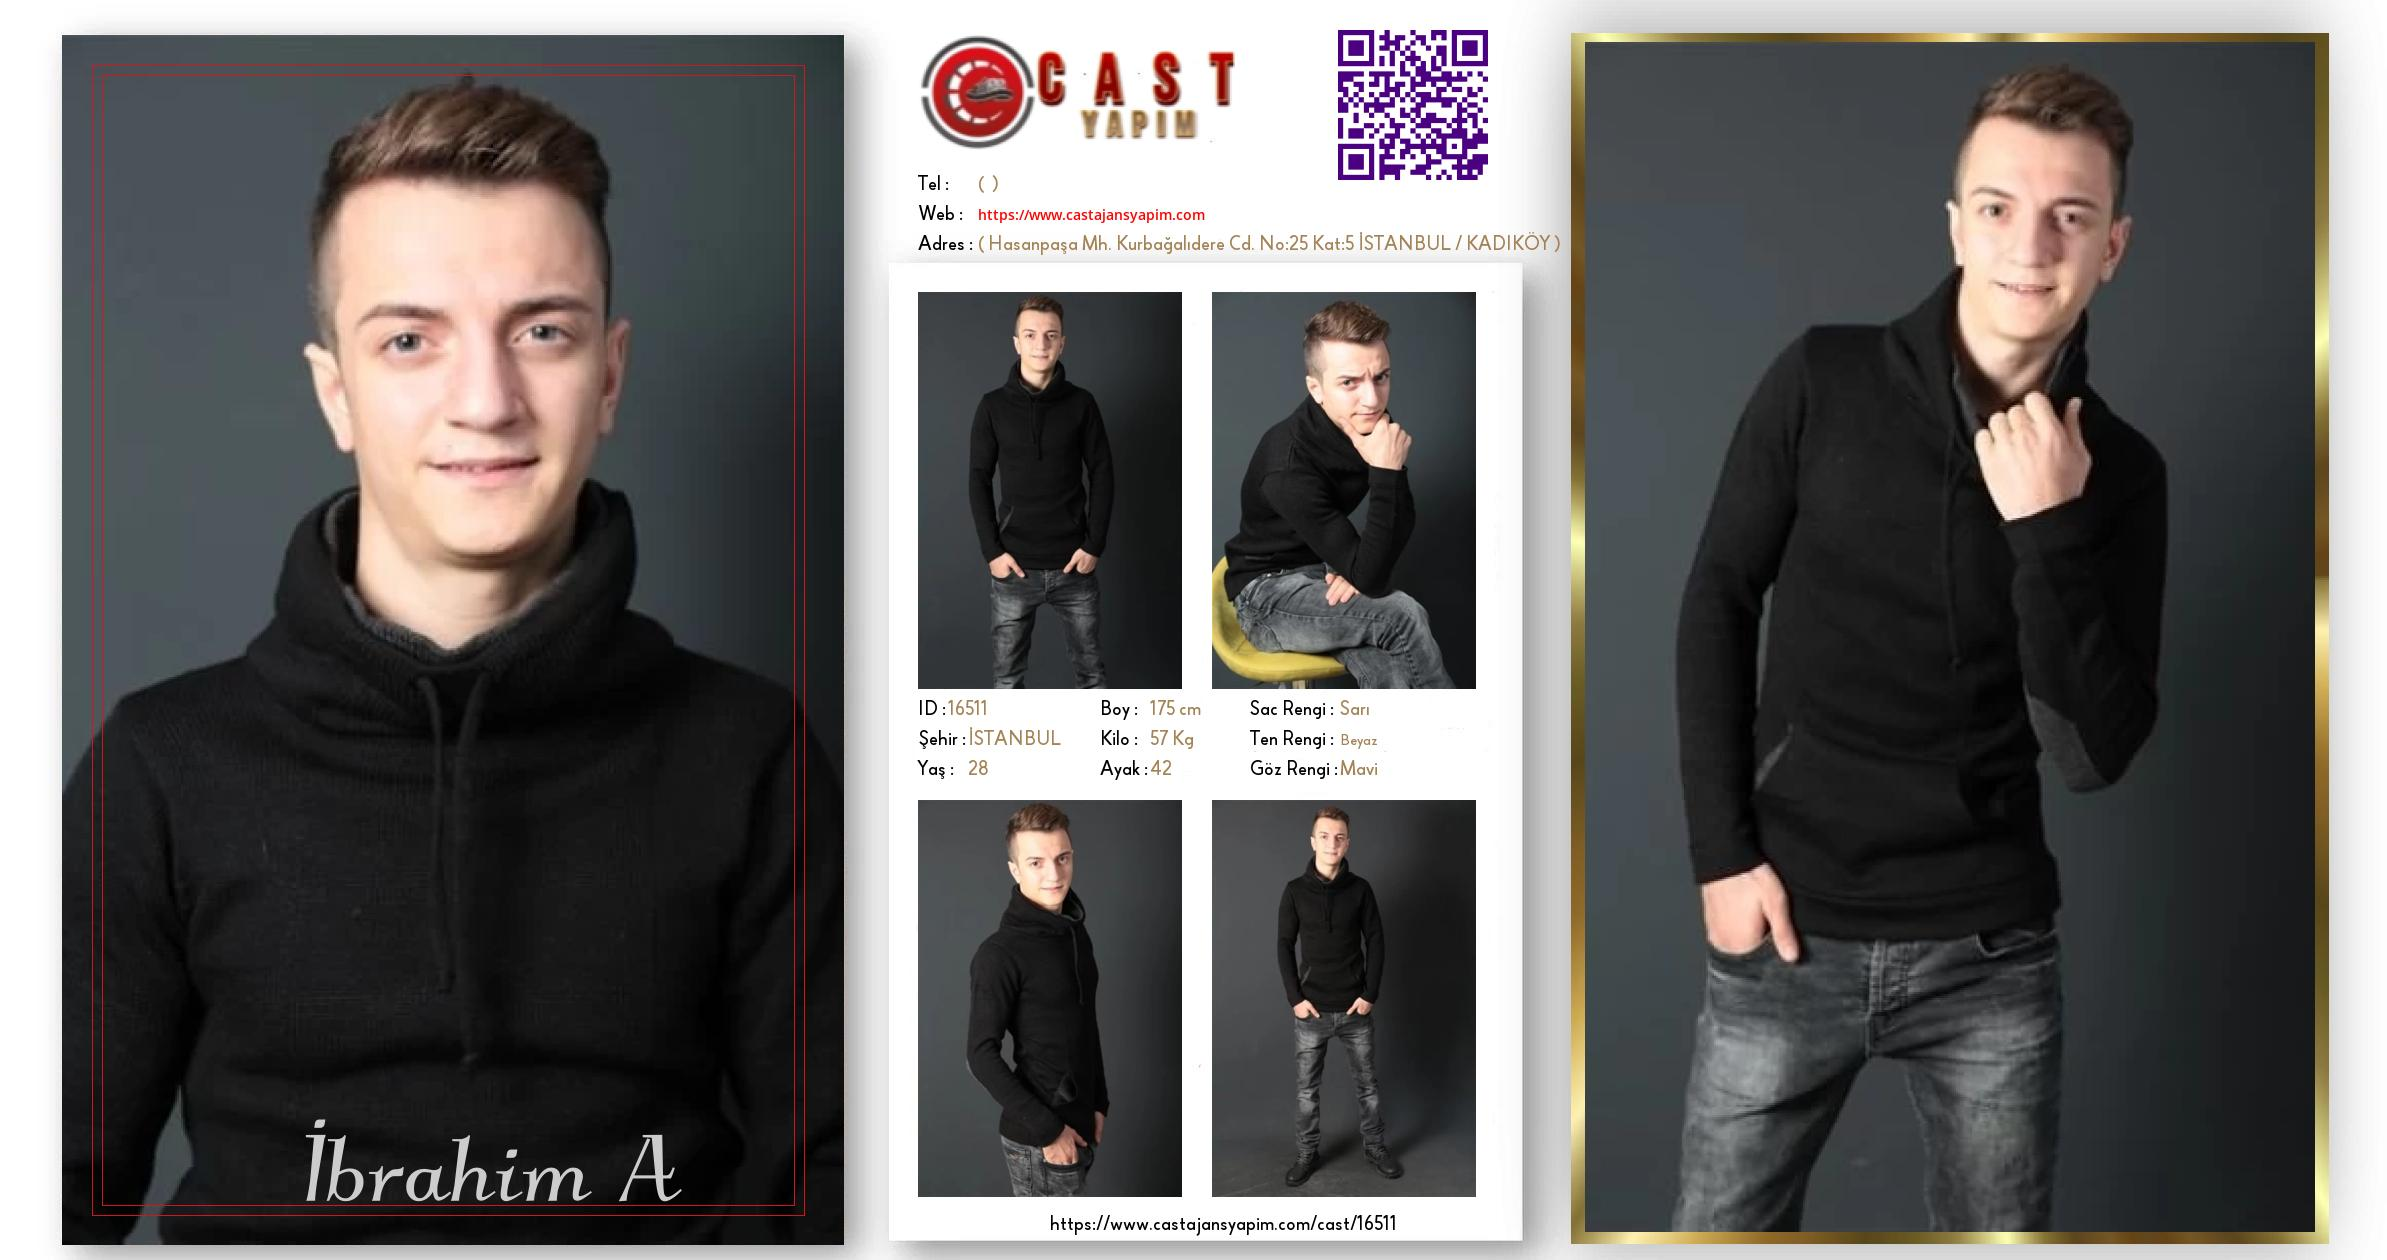 İbrahim A
CAST
YAPIM
Tel : ( )
Web : https://www.castajansyapim.com
Adres : ( Hasanpaşa Mh. Kurbağalıdere Cd. No:25 Kat:5 İSTANBUL / KADIKÖY )
ID : 16511 Boy : 175 cm Sac Rengi : Sarı
Şehir : İSTANBUL Kilo : 57 Kg Ten Rengi : Beyaz
Yaş : 28 Ayak : 42 Göz Rengi : Mavi
https://www.castajansyapim.com/cast/16511